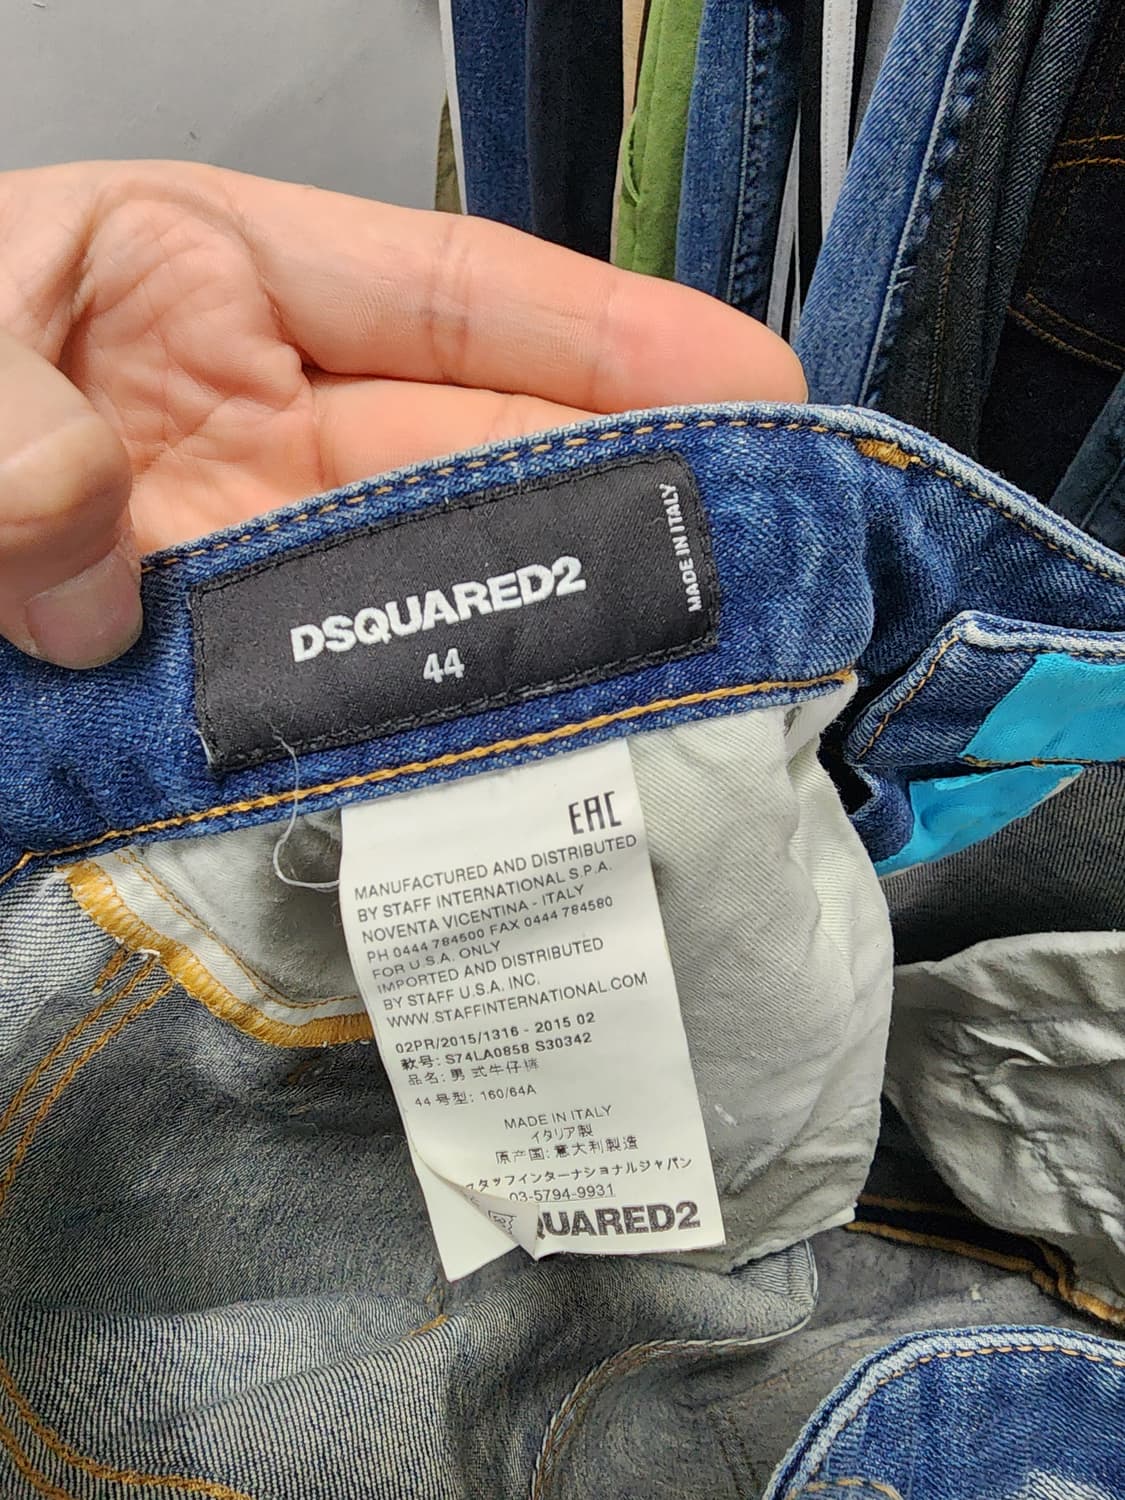 DSQUARED2
44
MADE IN ITALY
EAC
MANUFACTURED AND DISTRIBUTED
BY STAFF INTERNATIONAL S.P.A.
NOVENTA VICENTINA - ITALY
PH 0444 784500 FAX 0444 784580
FOR U.S.A. ONLY
IMPORTED AND DISTRIBUTED
BY STAFF U.S.A. INC.
WWW.STAFFINTERNATIONAL.COM
02PR/2015/1316 - 2015 02
款号: S74LA0858 S30342
品名: 男式牛仔裤
44 号型: 160/64A
MADE IN ITALY
イタリア製
原产国: 意大利製造
スタッフインターナショナルジャパン
03-5794-9931
QUARED2